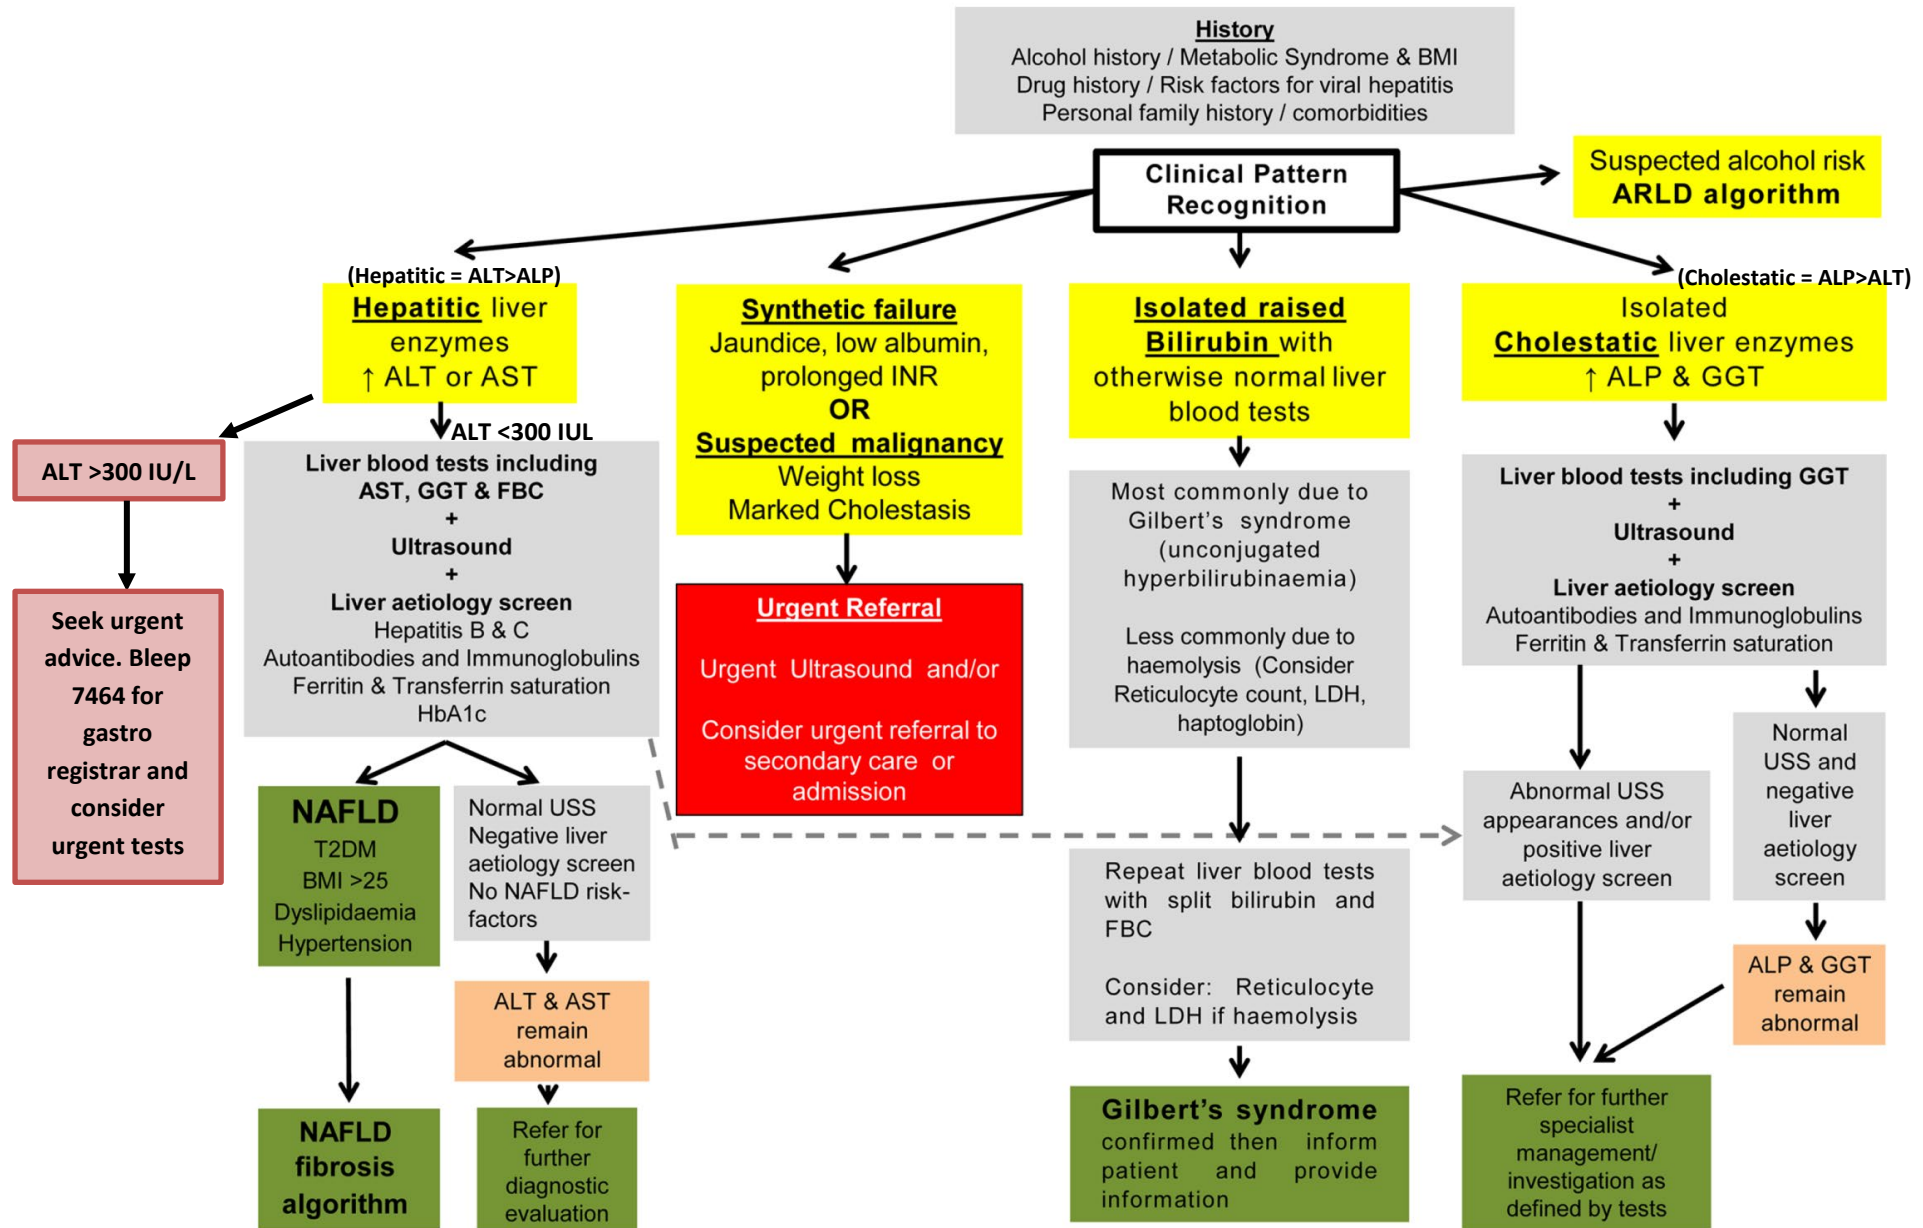 History
Alcohol history / Metabolic Syndrome & BMI
Drug history / Risk factors for viral hepatitis
Personal family history / comorbidities
Clinical Pattern
Recognition
Suspected alcohol risk
ARLD algorithm
(Hepatitic = ALT>ALP)
Hepatitic liver
enzymes
↑ ALT or AST
ALT >300 IU/L
Seek urgent
advice. Bleep
7464 for
gastro
registrar and
consider
urgent tests
ALT <300 IUL
Liver blood tests including
AST, GGT & FBC
+
Ultrasound
+
Liver aetiology screen
Hepatitis B & C
Autoantibodies and Immunoglobulins
Ferritin & Transferrin saturation
HbA1c
NAFLD
T2DM
BMI >25
Dyslipidaemia
Hypertension
NAFLD
fibrosis
algorithm
Normal USS
Negative liver
aetiology screen
No NAFLD risk-
factors
ALT & AST
remain
abnormal
Refer for
further
diagnostic
evaluation
Synthetic failure
Jaundice, low albumin,
prolonged INR
OR
Suspected malignancy
Weight loss
Marked Cholestasis
Urgent Referral
Urgent Ultrasound and/or
Consider urgent referral to
secondary care or
admission
Isolated raised
Bilirubin with
otherwise normal liver
blood tests
Most commonly due to
Gilbert's syndrome
(unconjugated
hyperbilirubinaemia)
Less commonly due to
haemolysis (Consider
Reticulocyte count, LDH,
haptoglobin)
Repeat liver blood tests
with split bilirubin and
FBC
Consider: Reticulocyte
and LDH if haemolysis
Gilbert's syndrome
confirmed then inform
patient and provide
information
(Cholestatic = ALP>ALT)
Isolated
Cholestatic liver enzymes
↑ ALP & GGT
Liver blood tests including GGT
+
Ultrasound
+
Liver aetiology screen
Autoantibodies and Immunoglobulins
Ferritin & Transferrin saturation
Abnormal USS
appearances and/or
positive liver
aetiology screen
Normal
USS and
negative
liver
aetiology
screen
ALP & GGT
remain
abnormal
Refer for further
specialist
management/
investigation as
defined by tests